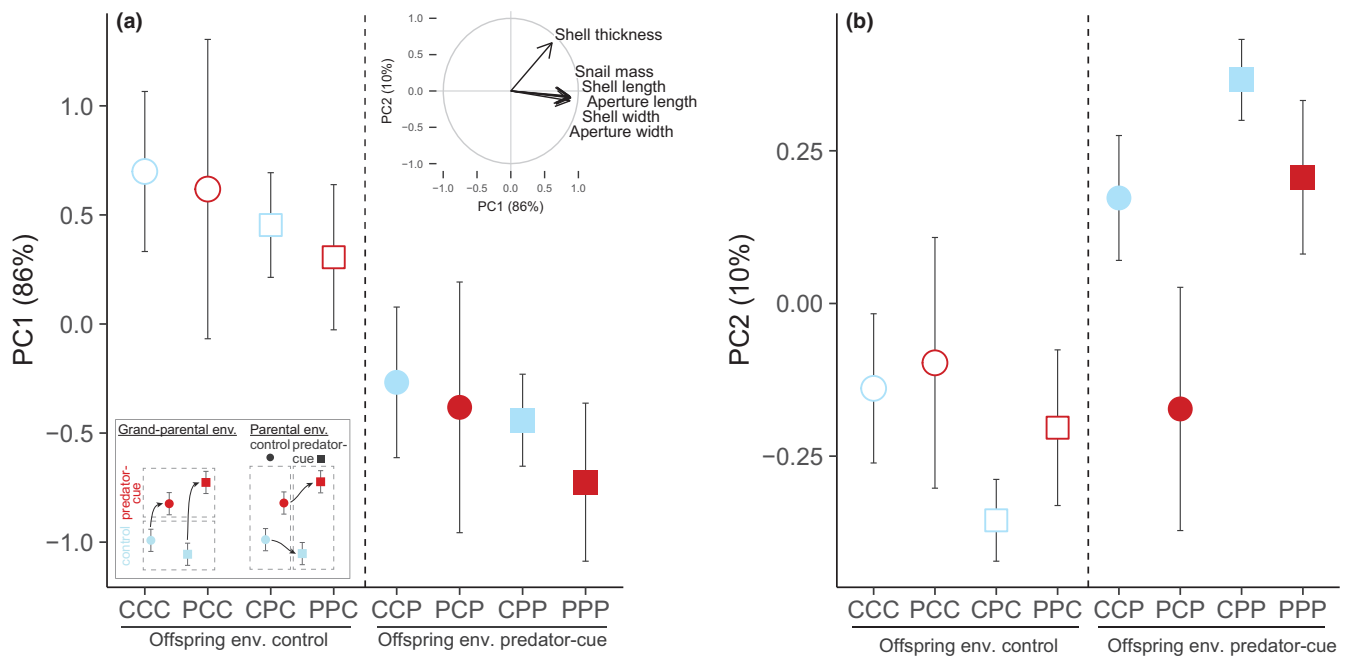 (a)
PC1 (86%)
1.0
0.5
0.0
−0.5
−1.0
PC2 (10%)
1.0
0.5
0.0
−0.5
−1.0
Shell thickness
Snail mass
Shell length
Aperture length
Shell width
Aperture width
−1.0 −0.5 0.0 0.5 1.0
PC1 (86%)
Grand-parental env.
Parental env.
control predator-
cue
predator-
cue
control
CCC PCC CPC PPC CCP PCP CPP PPP
Offspring env. control Offspring env. predator-cue
(b)
PC2 (10%)
0.25
0.00
−0.25
CCC PCC CPC PPC CCP PCP CPP PPP
Offspring env. control Offspring env. predator-cue